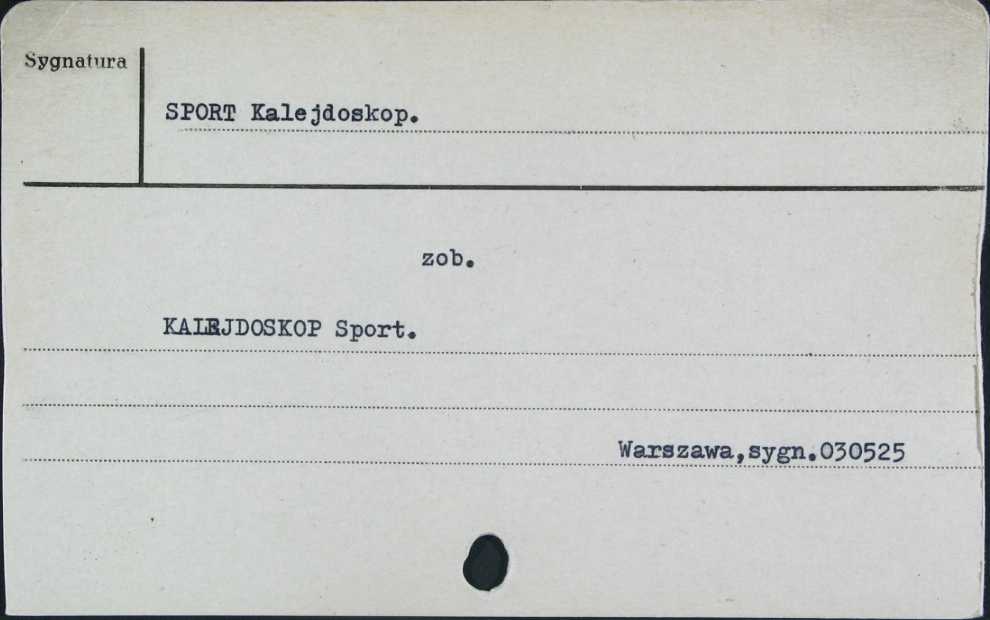 Sygnatura
SPORT Kalejdoskop.
zob.
KALEJDOSKOP Sport.
Warszawa,sygn.030525